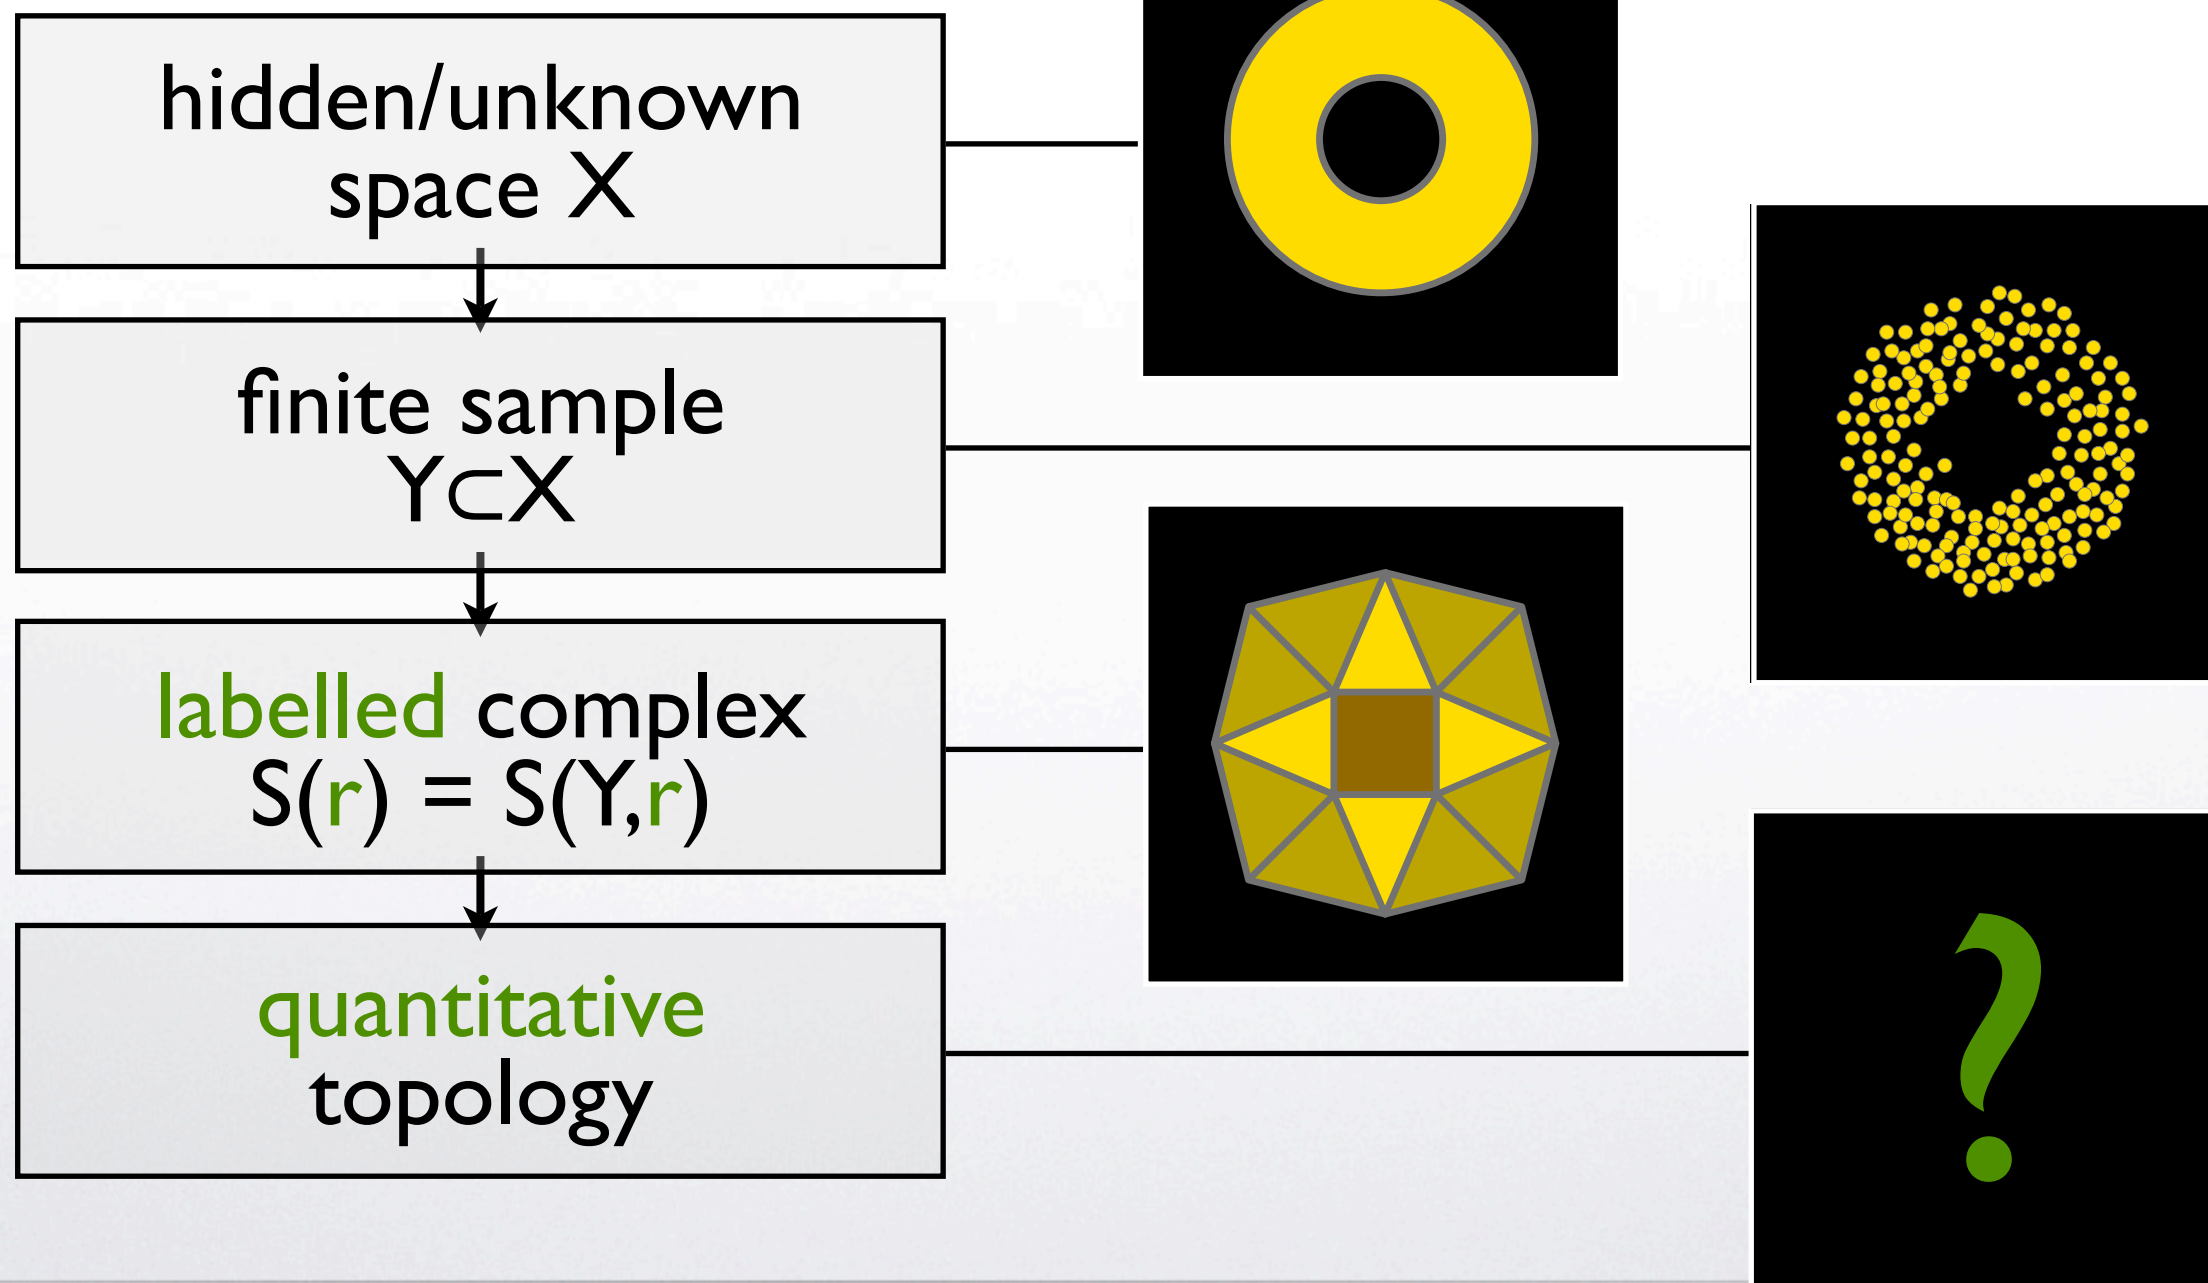 hidden/unknown
space X
finite sample
Y⊂X
labelled complex
S(r) = S(Y,r)
quantitative
topology
?